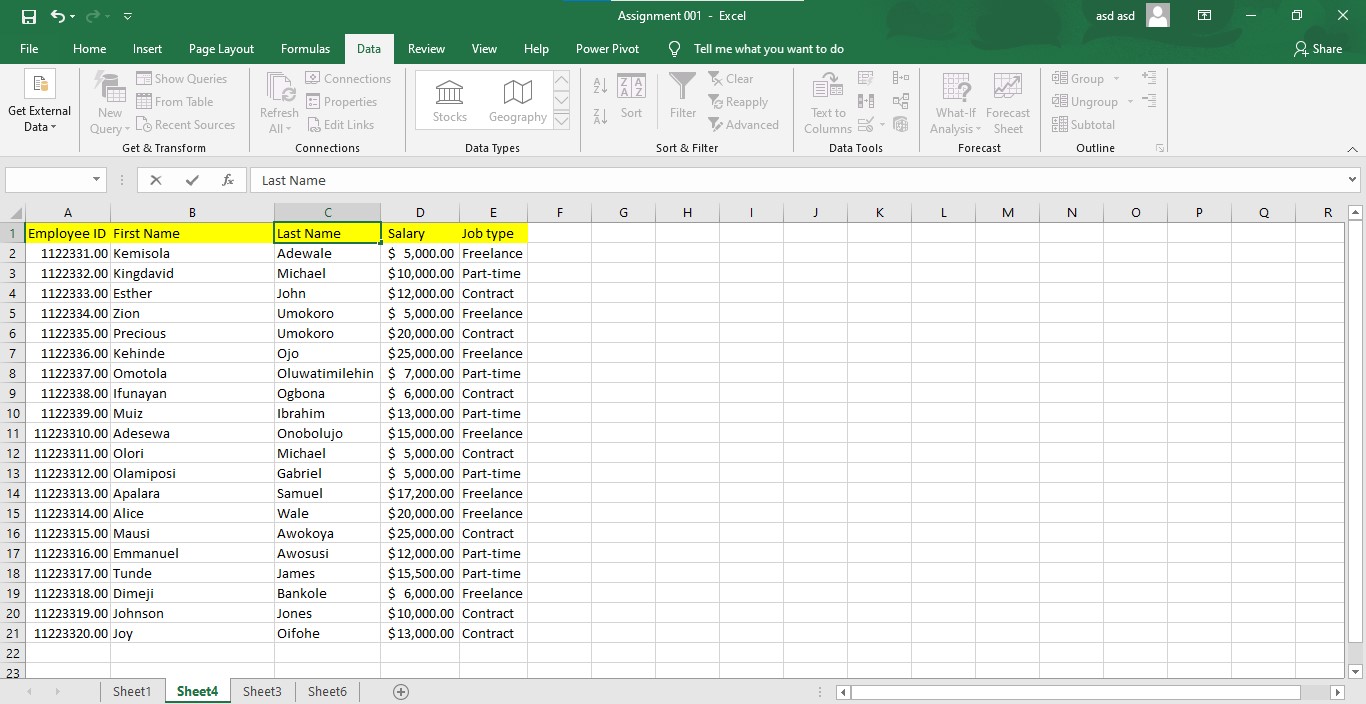 Assignment 001 - Excel
asd asd
File Home Insert Page Layout Formulas Data Review View Help Power Pivot Tell me what you want to do Share
Get External Data
New Query
Show Queries
From Table
Recent Sources
Get & Transform
Refresh All
Connections
Properties
Edit Links
Connections
Stocks
Geography
Data Types
Sort
Filter
Clear
Reapply
Advanced
Sort & Filter
Text to Columns
Data Tools
What-If Analysis
Forecast Sheet
Forecast
Group
Ungroup
Subtotal
Outline
fx Last Name
A B C D E F G H I J K L M N O P Q R
1 Employee ID First Name Last Name Salary Job type
2 1122331.00 Kemisola Adewale $ 5,000.00 Freelance
3 1122332.00 Kingdavid Michael $10,000.00 Part-time
4 1122333.00 Esther John $12,000.00 Contract
5 1122334.00 Zion Umokoro $ 5,000.00 Freelance
6 1122335.00 Precious Umokoro $20,000.00 Contract
7 1122336.00 Kehinde Ojo $25,000.00 Freelance
8 1122337.00 Omotola Oluwatimilehin $ 7,000.00 Part-time
9 1122338.00 Ifunayan Ogbona $ 6,000.00 Contract
10 1122339.00 Muiz Ibrahim $13,000.00 Part-time
11 11223310.00 Adesewa Onobolujo $15,000.00 Freelance
12 11223311.00 Olori Michael $ 5,000.00 Contract
13 11223312.00 Olamiposi Gabriel $ 5,000.00 Part-time
14 11223313.00 Apalara Samuel $17,200.00 Freelance
15 11223314.00 Alice Wale $20,000.00 Freelance
16 11223315.00 Mausi Awokoya $25,000.00 Contract
17 11223316.00 Emmanuel Awosusi $12,000.00 Part-time
18 11223317.00 Tunde James $15,500.00 Part-time
19 11223318.00 Dimeji Bankole $ 6,000.00 Freelance
20 11223319.00 Johnson Jones $10,000.00 Contract
21 11223320.00 Joy Oifohe $13,000.00 Contract
22
23
Sheet1 Sheet4 Sheet3 Sheet6